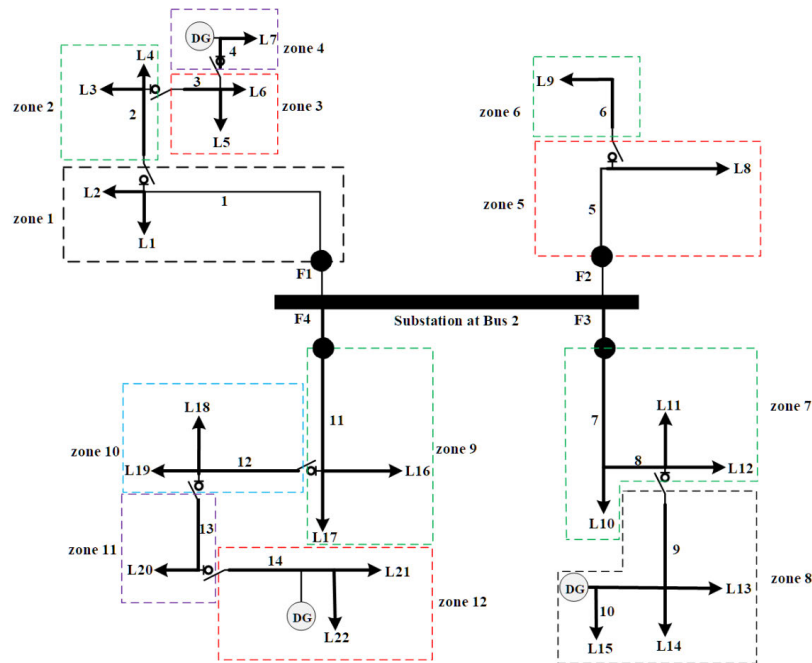 DG
L7
4
zone 4
L4
L3
2
zone 2
3
L6
L5
zone 3
L9
6
zone 6
L2
1
L1
zone 1
F1
L8
5
zone 5
F2
Substation at Bus 2
F4
F3
L18
L19
12
zone 10
11
L16
L17
zone 9
13
L20
zone 11
14
L21
DG
L22
zone 12
7
L11
8
L12
L10
zone 7
9
DG
L13
10
L15
L14
zone 8